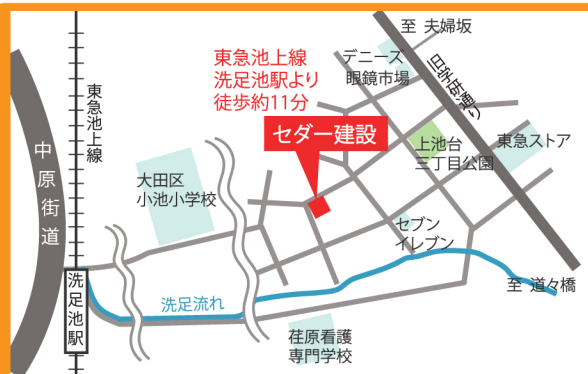 至 夫婦坂
デニーズ
眼鏡市場
旧学研通り
東急池上線
洗足池駅より
徒歩約11分
東急池上線
セダー建設
上池台
三丁目公園
東急ストア
中原街道
大田区
小池小学校
セブン
イレブン
洗足池駅
洗足流れ
至 道々橋
荏原看護
専門学校